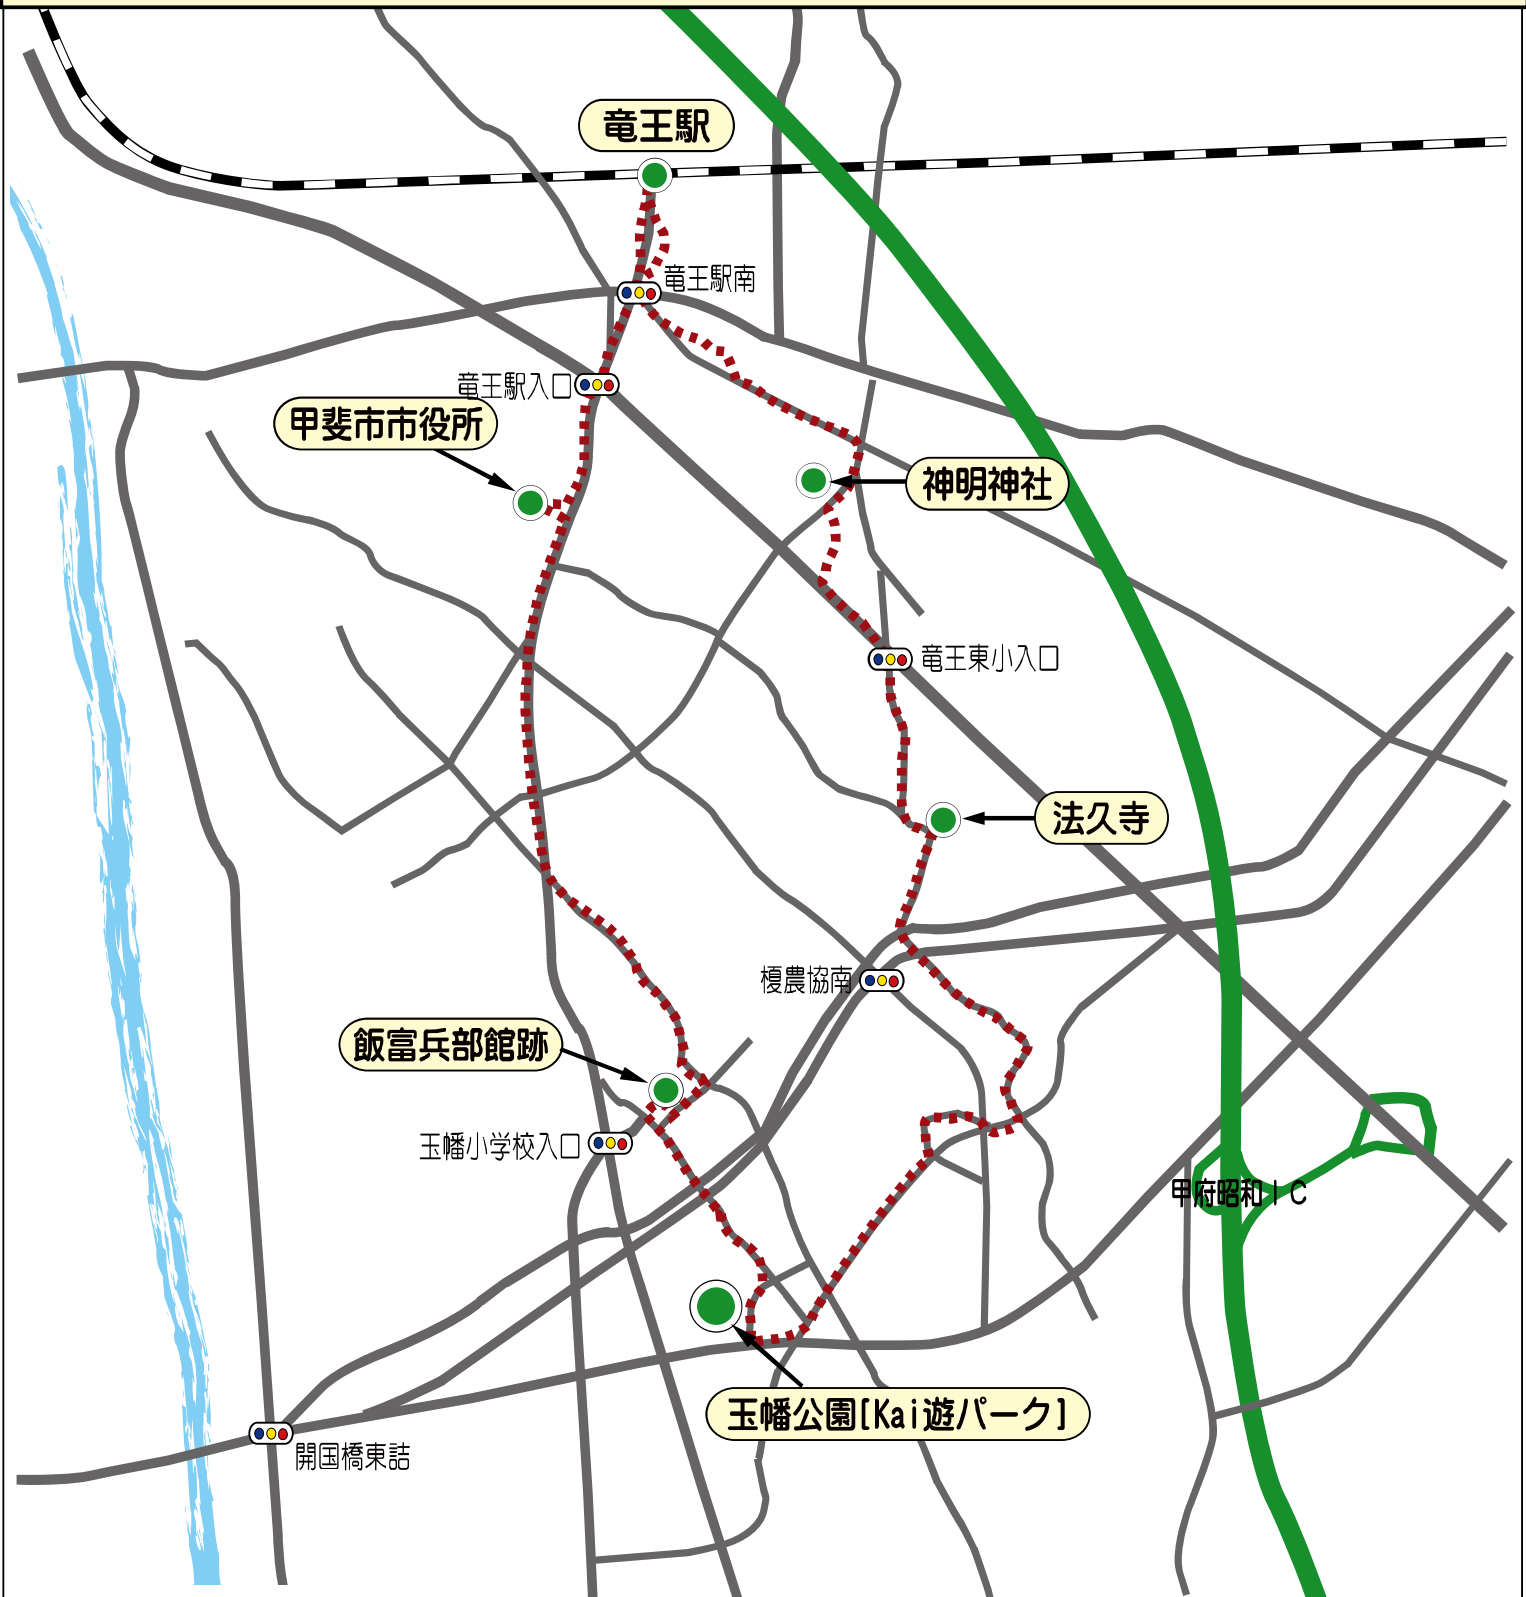 竜王駅
竜王駅南
竜王駅入口
甲斐市市役所
神明神社
竜王東小入口
法久寺
榎農協南
飯富兵部館跡
玉幡小学校入口
甲府昭和IC
玉幡公園[Kai遊パーク]
開国橋東詰